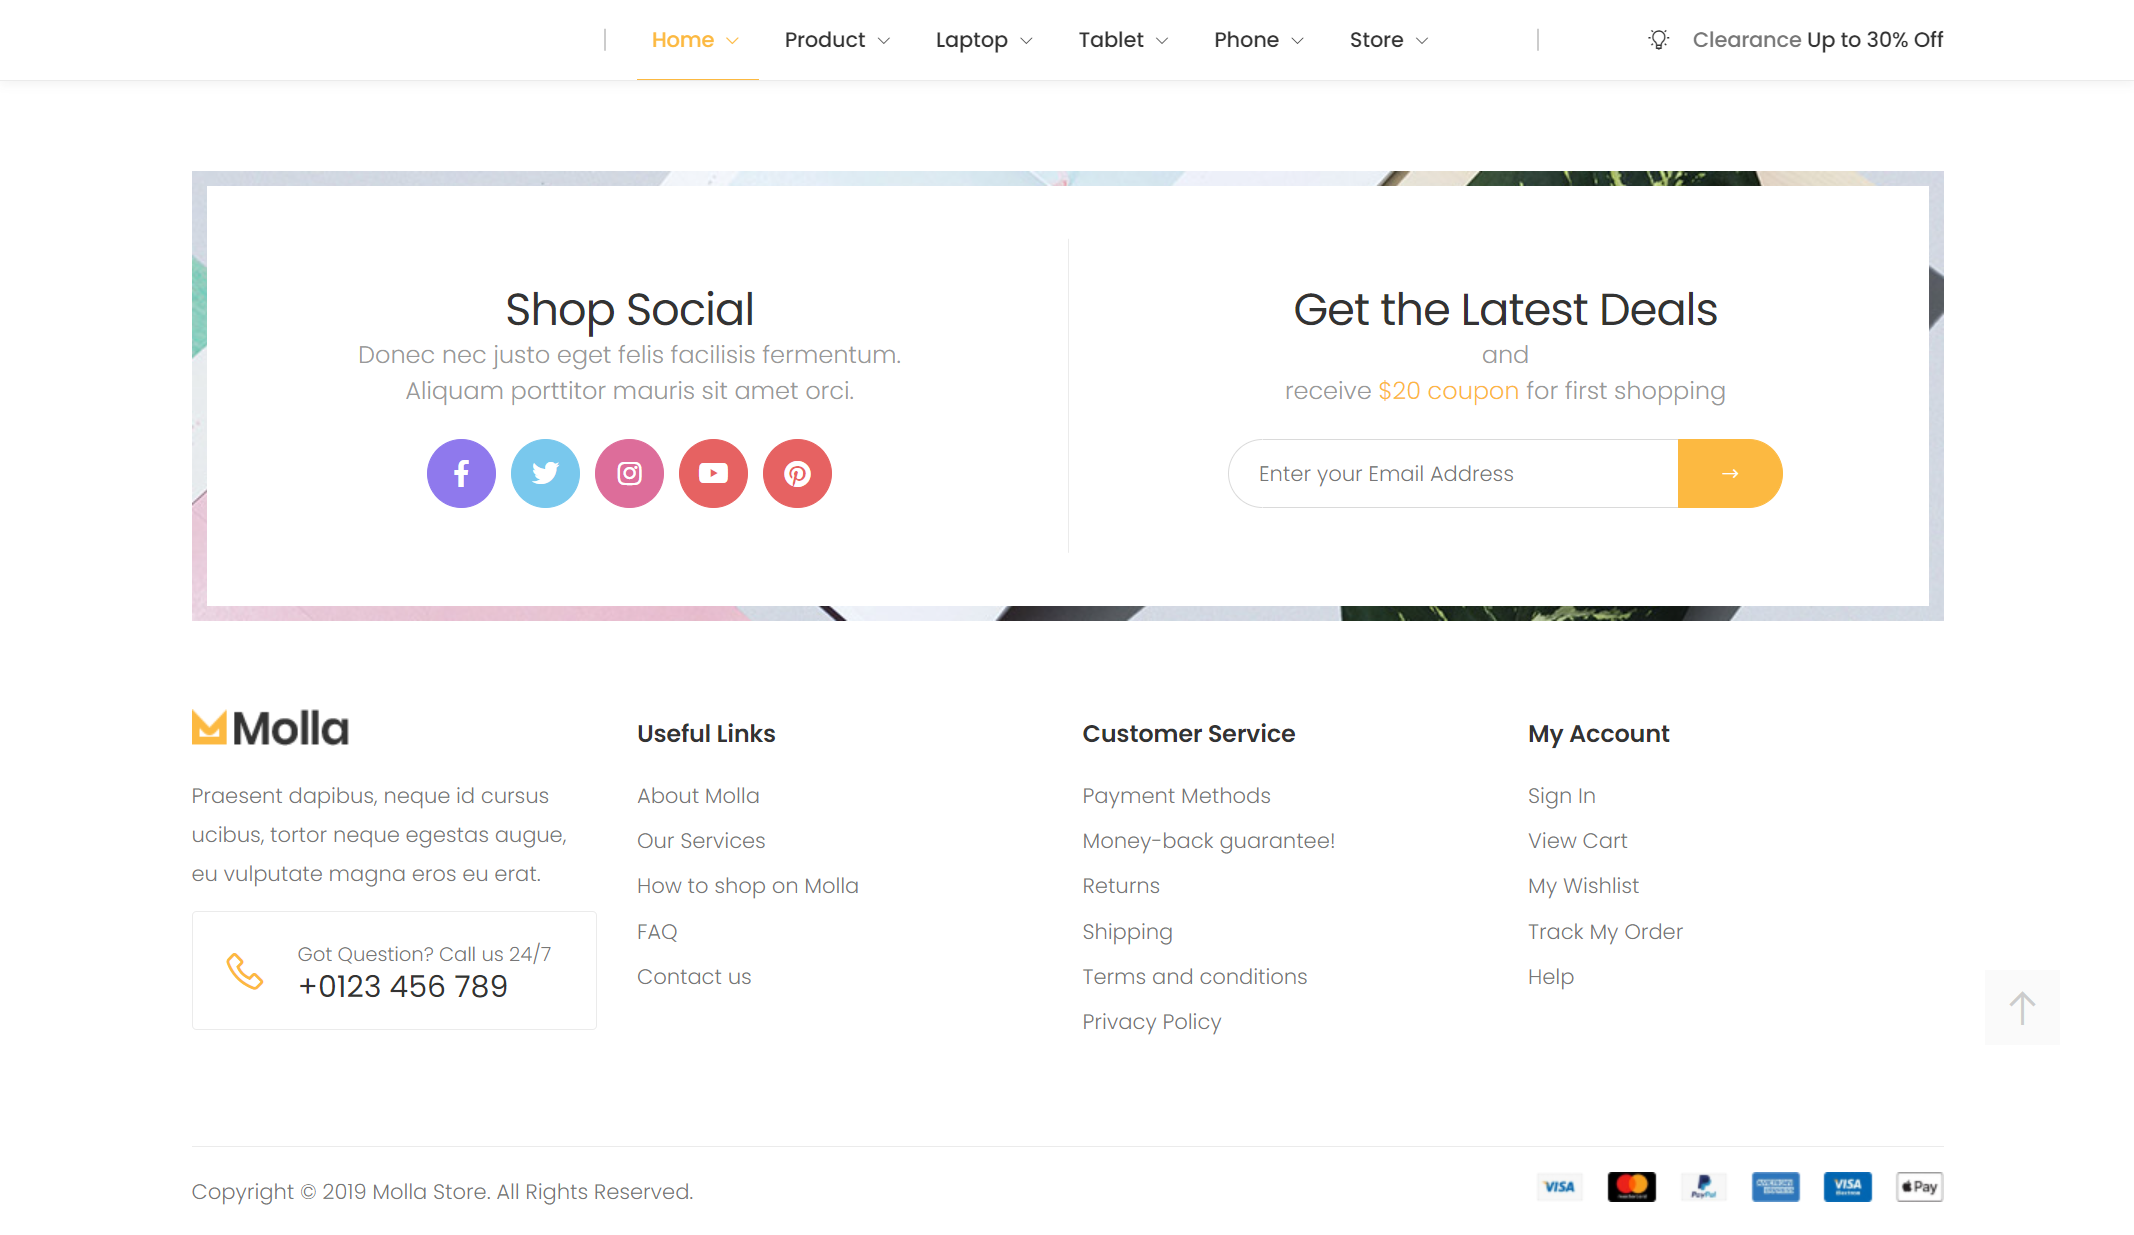 Home Product Laptop Tablet Phone Store Clearance Up to 30% Off
Shop Social
Donec nec justo eget felis facilisis fermentum.
Aliquam porttitor mauris sit amet orci.
Get the Latest Deals
and
receive $20 coupon for first shopping
Enter your Email Address
Molla
Praesent dapibus, neque id cursus
ucibus, tortor neque egestas augue,
eu vulputate magna eros eu erat.
Got Question? Call us 24/7
+0123 456 789
Useful Links
About Molla
Our Services
How to shop on Molla
FAQ
Contact us
Customer Service
Payment Methods
Money-back guarantee!
Returns
Shipping
Terms and conditions
Privacy Policy
My Account
Sign In
View Cart
My Wishlist
Track My Order
Help
Copyright © 2019 Molla Store. All Rights Reserved.
VISA PayPal VISA Pay